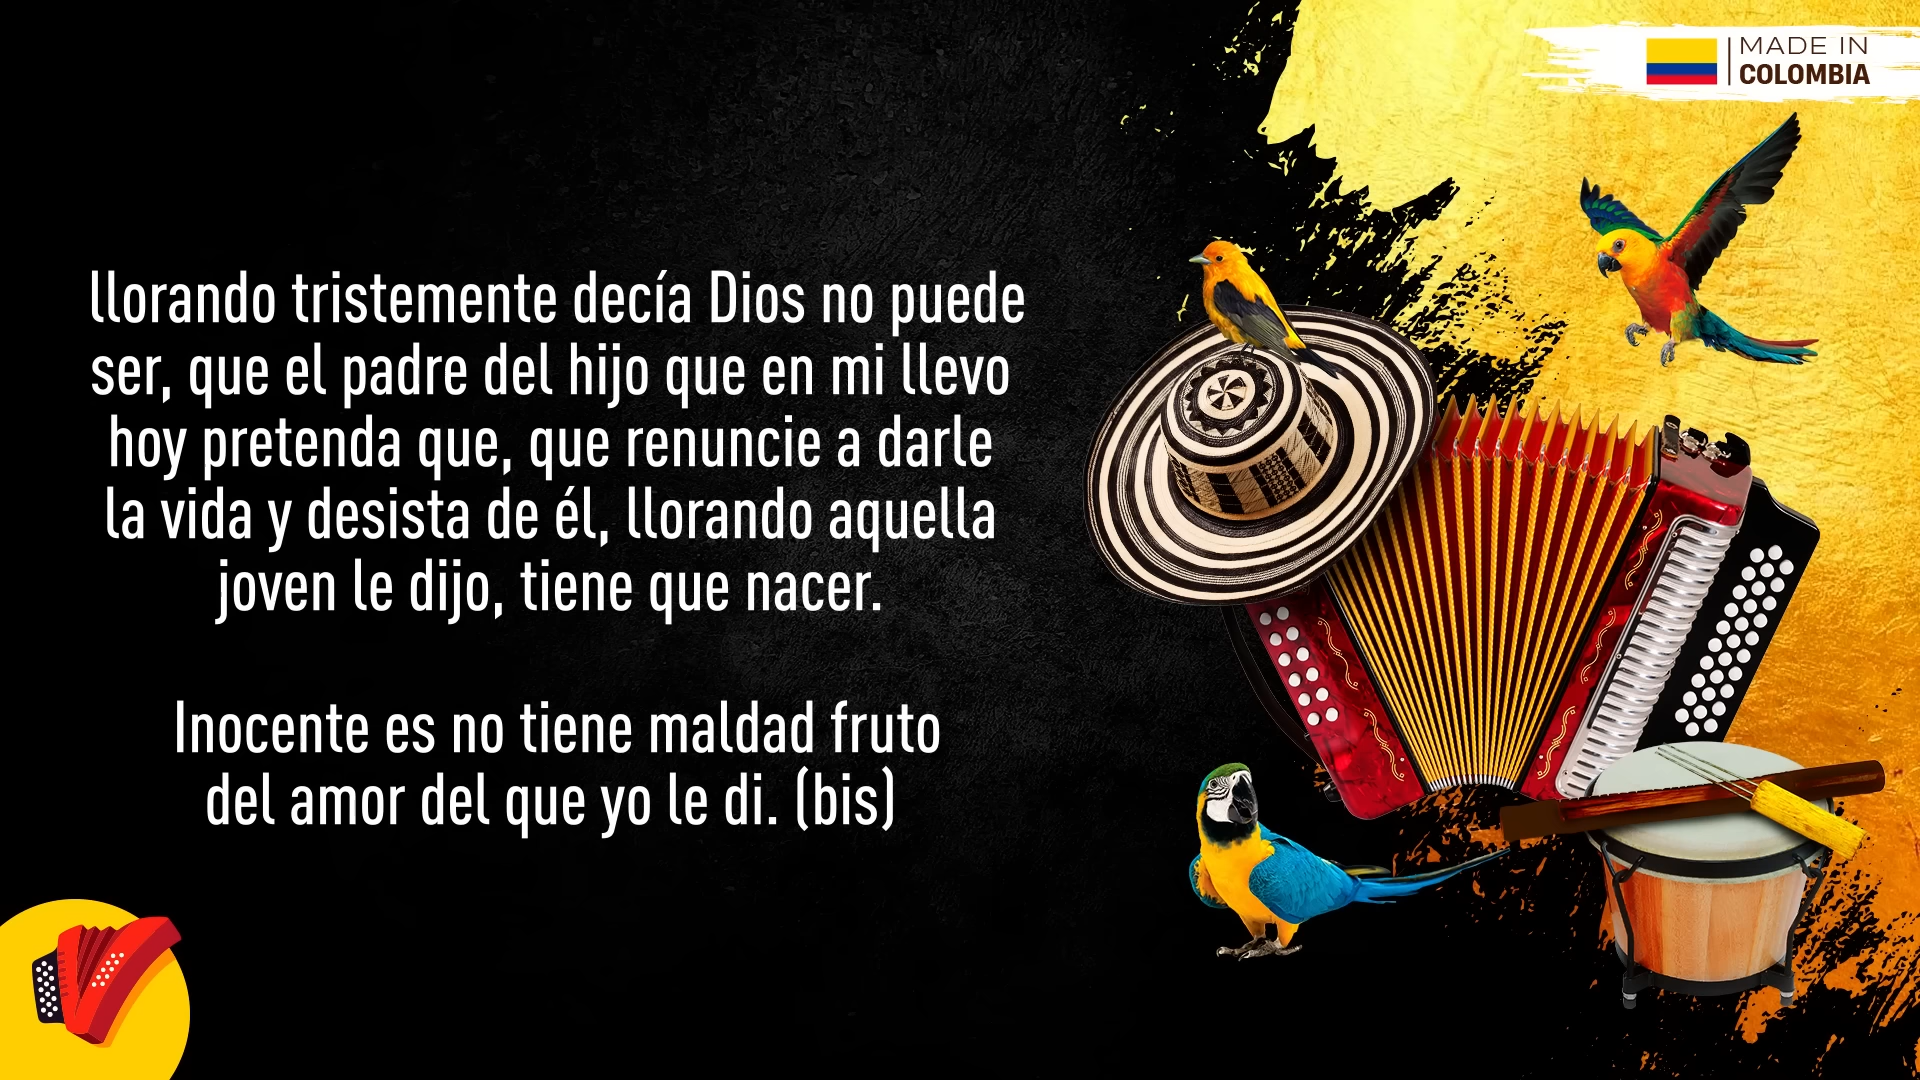 MADE IN
COLOMBIA
llorando tristemente decía Dios no puede
ser, que el padre del hijo que en mi llevo
hoy pretenda que, que renuncie a darle
la vida y desista de él, llorando aquella
joven le dijo, tiene que nacer.
Inocente es no tiene maldad fruto
del amor del que yo le di. (bis)